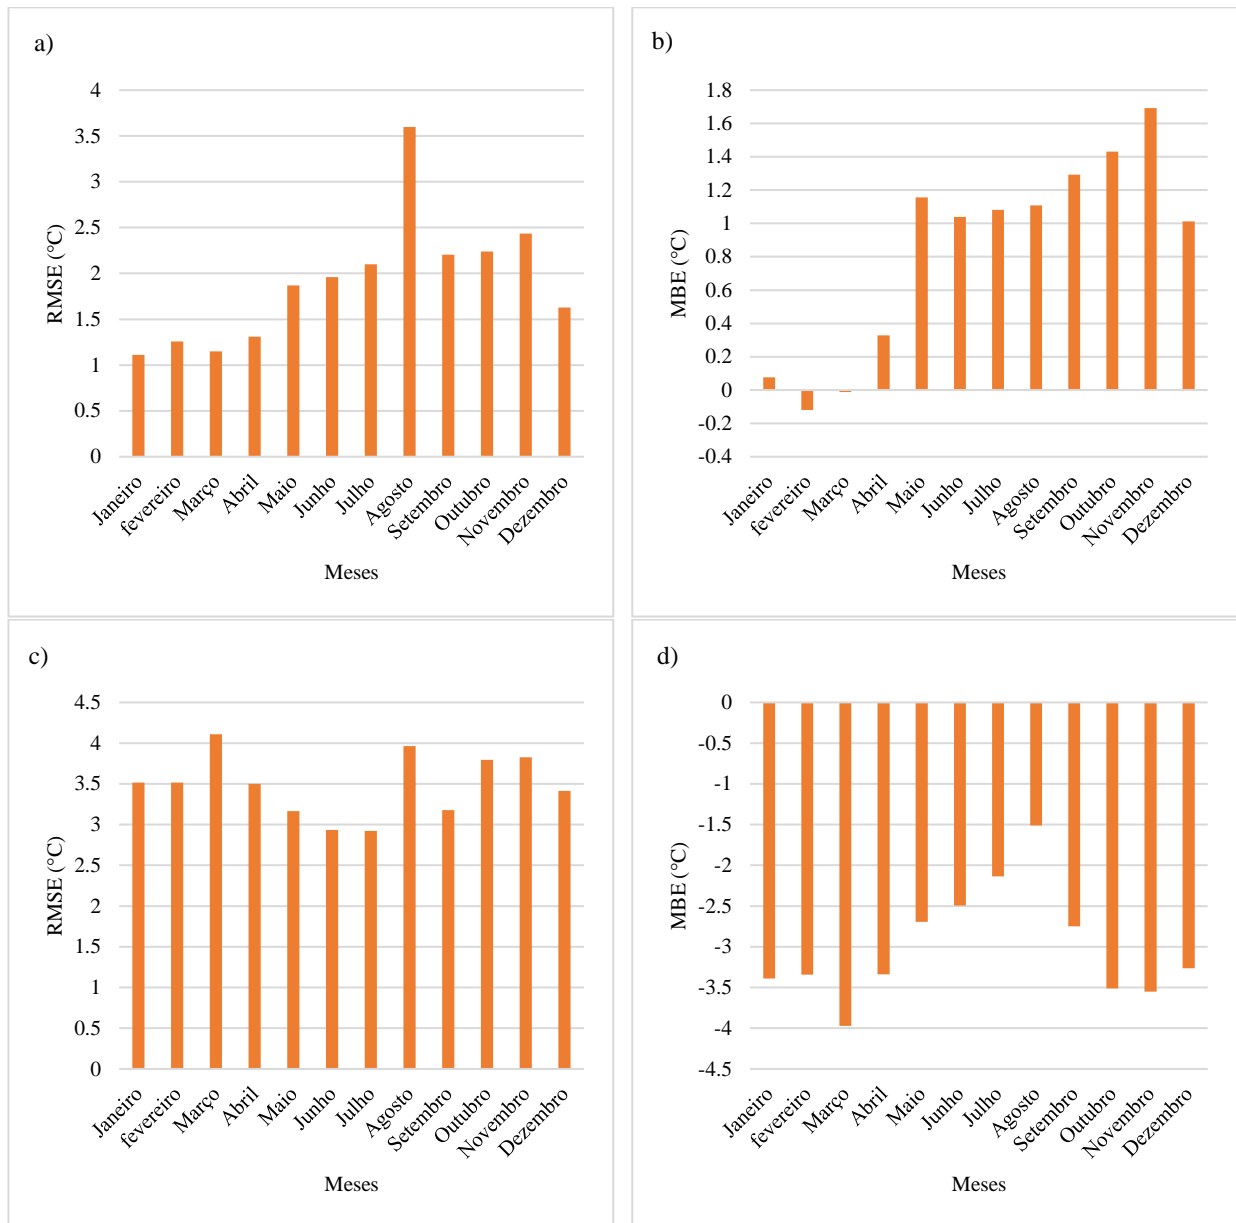 a)
4
3.5
3
2.5
2
1.5
1
0.5
0
RMSE (°C)
Janeiro
fevereiro
Março
Abril
Maio
Junho
Julho
Agosto
Setembro
Outubro
Novembro
Dezembro
Meses
b)
1.8
1.6
1.4
1.2
1
0.8
0.6
0.4
0.2
0
-0.2
-0.4
MBE (°C)
Janeiro
fevereiro
Março
Abril
Maio
Junho
Julho
Agosto
Setembro
Outubro
Novembro
Dezembro
Meses
c)
4.5
4
3.5
3
2.5
2
1.5
1
0.5
0
RMSE (°C)
Janeiro
fevereiro
Março
Abril
Maio
Junho
Julho
Agosto
Setembro
Outubro
Novembro
Dezembro
Meses
d)
0
-0.5
-1
-1.5
-2
-2.5
-3
-3.5
-4
-4.5
MBE (°C)
Janeiro
fevereiro
Março
Abril
Maio
Junho
Julho
Agosto
Setembro
Outubro
Novembro
Dezembro
Meses